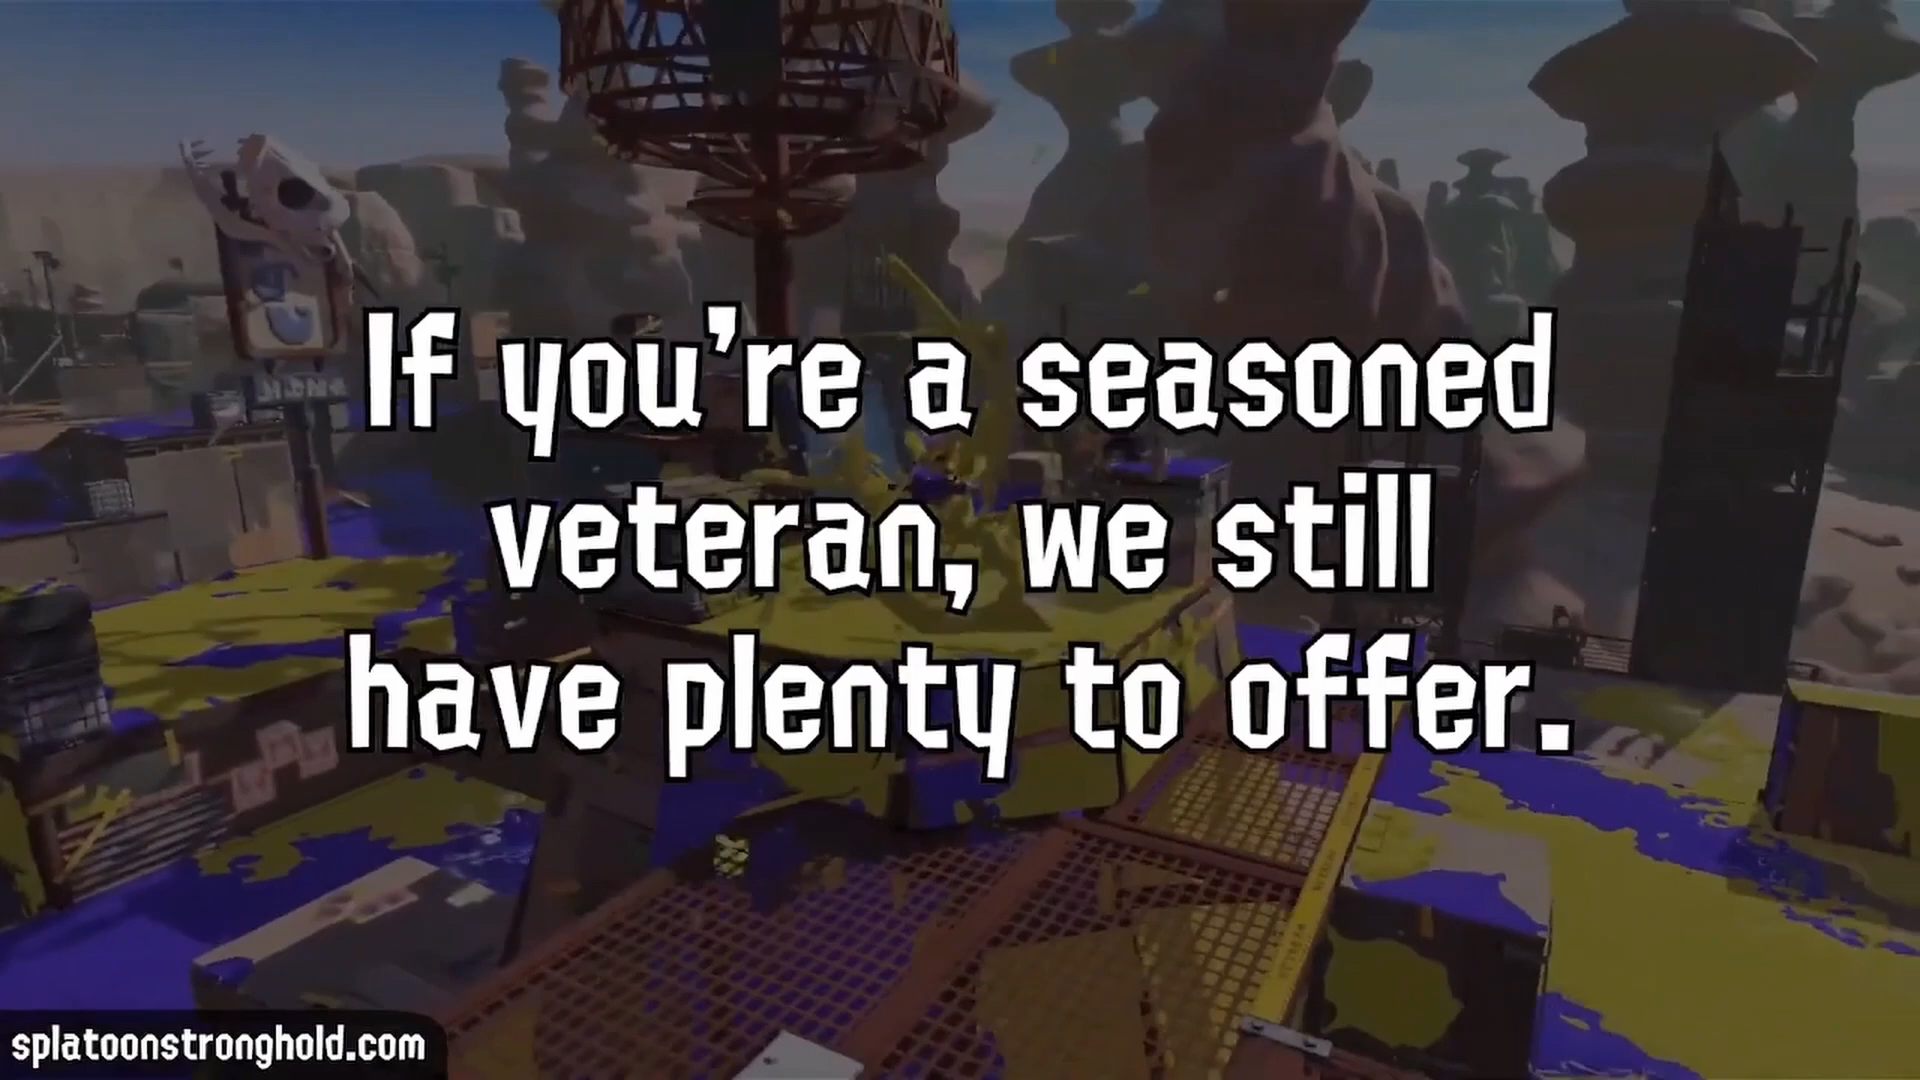 If you're a seasoned
veteran, we still
have plenty to offer.
splatoonstronghold.com